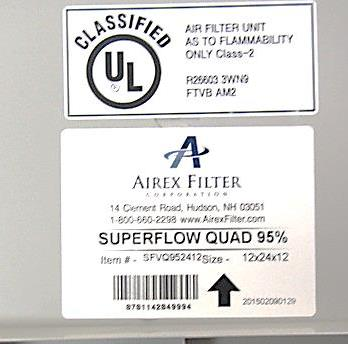 CLASSIFIED
UL
®
AIR FILTER UNIT
AS TO FLAMMABILITY
ONLY Class-2
R26603 3WN9
FTVB AM2
AIREX FILTER
CORPORATION
14 Clement Road, Hudson, NH 03051
1-800-660-2298 www.AirexFilter.com
SUPERFLOW QUAD 95%
Item # - SFVQ952412 Size - 12x24x12
8781142849994
201502090129